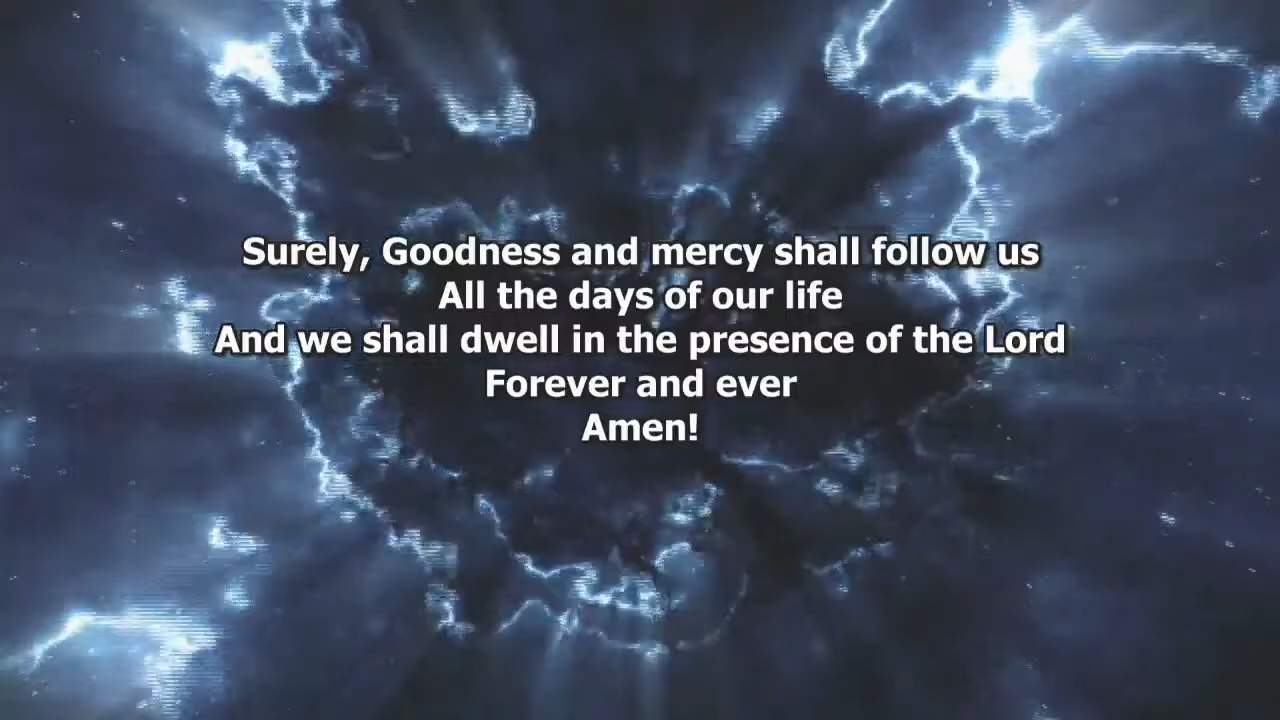 Surely, Goodness and mercy shall follow us
All the days of our life
And we shall dwell in the presence of the Lord
Forever and ever
Amen!